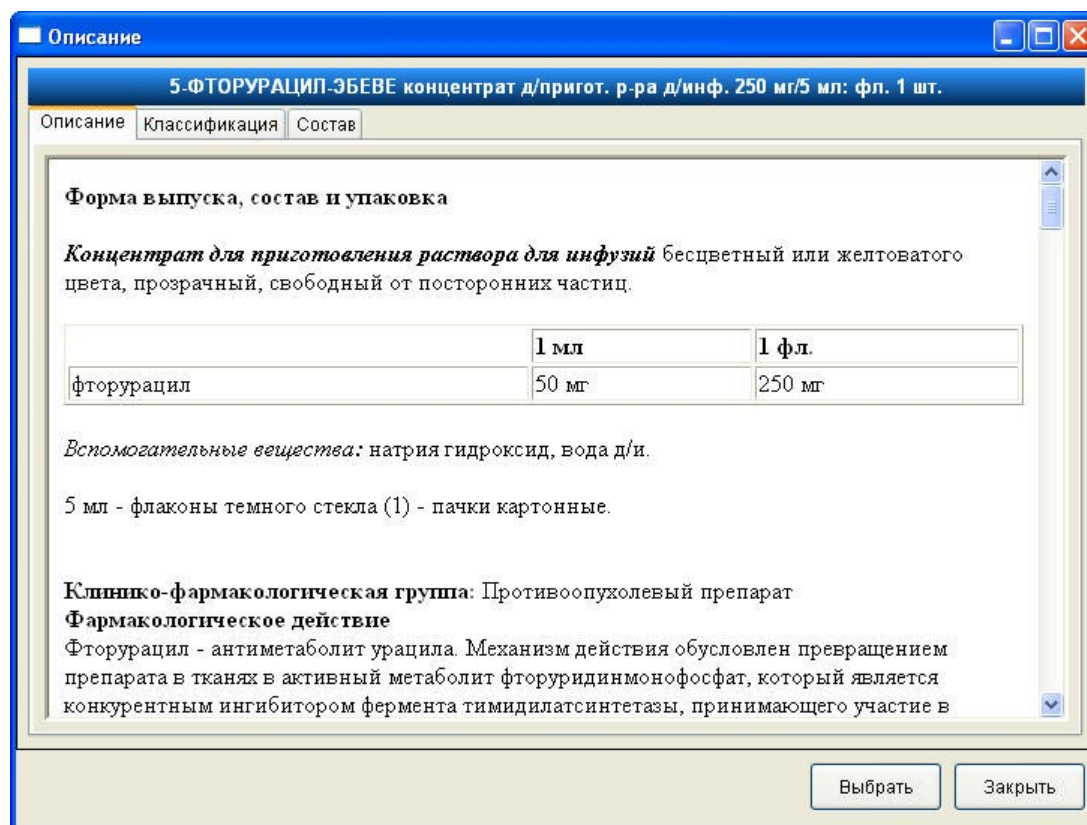 Описание
5-ФТОРУРАЦИЛ-ЭБЕВЕ концентрат д/пригот. р-ра д/инф. 250 мг/5 мл: фл. 1 шт.
Описание Классификация Состав
Форма выпуска, состав и упаковка
Концентрат для приготовления раствора для инфузий бесцветный или желтоватого
цвета, прозрачный, свободный от посторонних частиц.
1 мл 1 фл.
фторурацил 50 мг 250 мг
Вспомогательные вещества: натрия гидроксид, вода д/и.
5 мл - флаконы темного стекла (1) - пачки картонные.
Клинико-фармакологическая группа: Противоопухолевый препарат
Фармакологическое действие
Фторурацил - антиметаболит урацила. Механизм действия обусловлен превращением
препарата в тканях в активный метаболит фторуридинмонофосфат, который является
конкурентным ингибитором фермента тимидилатсинтетазы, принимающего участие в
Выбрать Закрыть